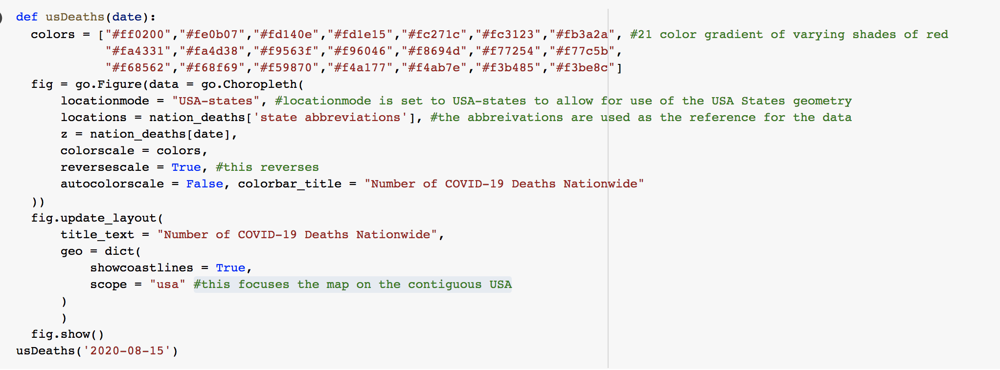 def usDeaths(date):
colors = ["#ff0200","#fe0b07","#fd140e","#fd1e15","#fc271c","#fc3123","#fb3a2a", #21 color gradient of varying shades of red
"#fa4331","#fa4d38","#f9563f","#f96046","#f8694d","#f77254","#f77c5b",
"#f68562","#f68f69","#f59870","#f4a177","#f4ab7e","#f3b485","#f3be8c"]
fig = go.Figure(data = go.Choropleth(
locationmode = "USA-states", #locationmode is set to USA-states to allow for use of the USA States geometry
locations = nation_deaths['state abbreviations'], #the abbreivations are used as the reference for the data
z = nation_deaths[date],
colorscale = colors,
reversescale = True, #this reverses
autocolorscale = False, colorbar_title = "Number of COVID-19 Deaths Nationwide"
))
fig.update_layout(
title_text = "Number of COVID-19 Deaths Nationwide",
geo = dict(
showcoastlines = True,
scope = "usa" #this focuses the map on the contiguous USA
)
)
fig.show()
usDeaths('2020-08-15')